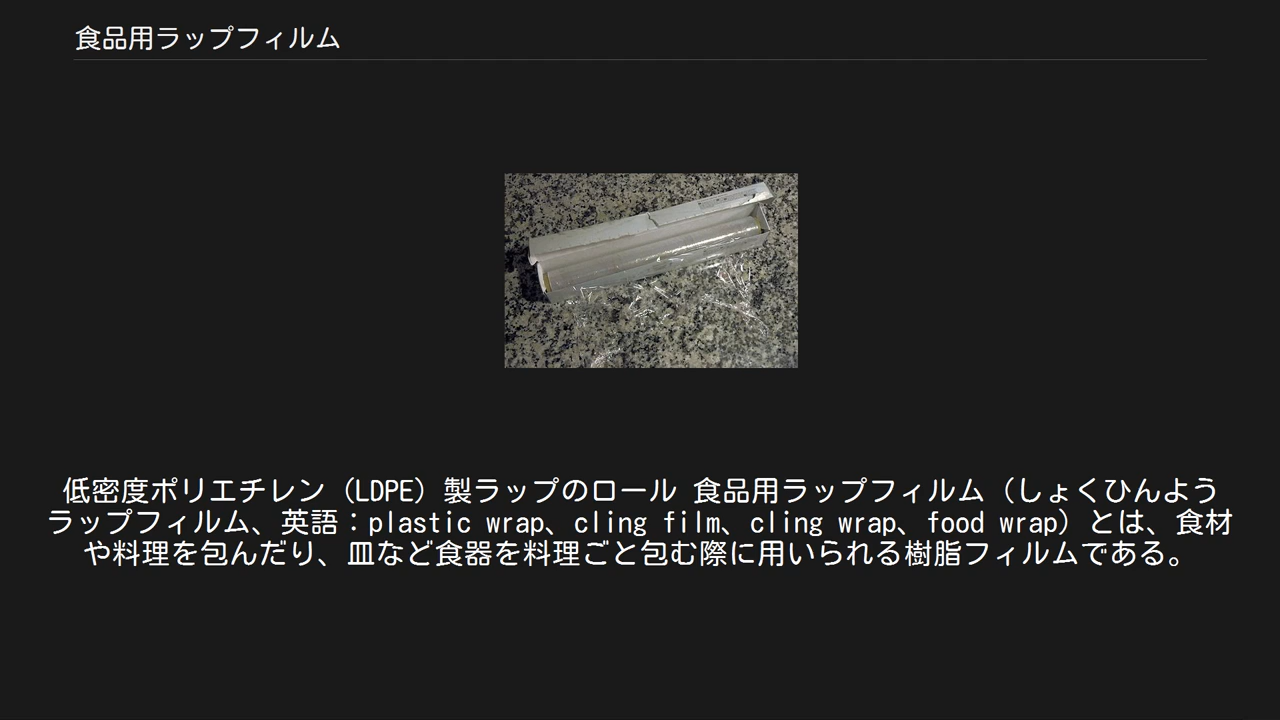 食品用ラップフィルム
低密度ポリエチレン（LDPE）製ラップのロール 食品用ラップフィルム（しょくひんよう
ラップフィルム、英語：plastic wrap、cling film、cling wrap、food wrap）とは、食材
や料理を包んだり、皿など食器を料理ごと包む際に用いられる樹脂フィルムである。